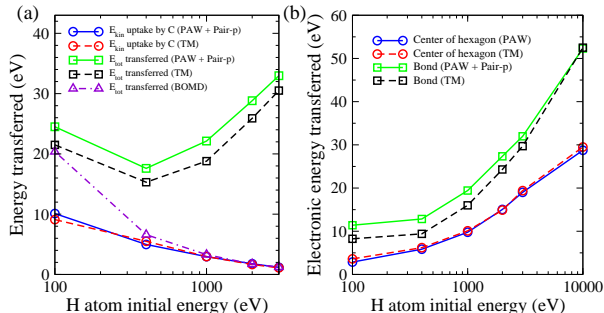 (a)
E_kin uptake by C (PAW + Pair-p)
E_kin uptake by C (TM)
E_tot transferred (PAW + Pair-p)
E_tot transferred (TM)
E_tot transferred (BOMD)
Energy transferred (eV)
40
30
20
10
0
100
1000
H atom initial energy (eV)
(b)
Center of hexagon (PAW)
Center of hexagon (TM)
Bond (PAW + Pair-p)
Bond (TM)
Electronic energy transferred (eV)
60
50
40
30
20
10
0
100
1000
10000
H atom initial energy (eV)